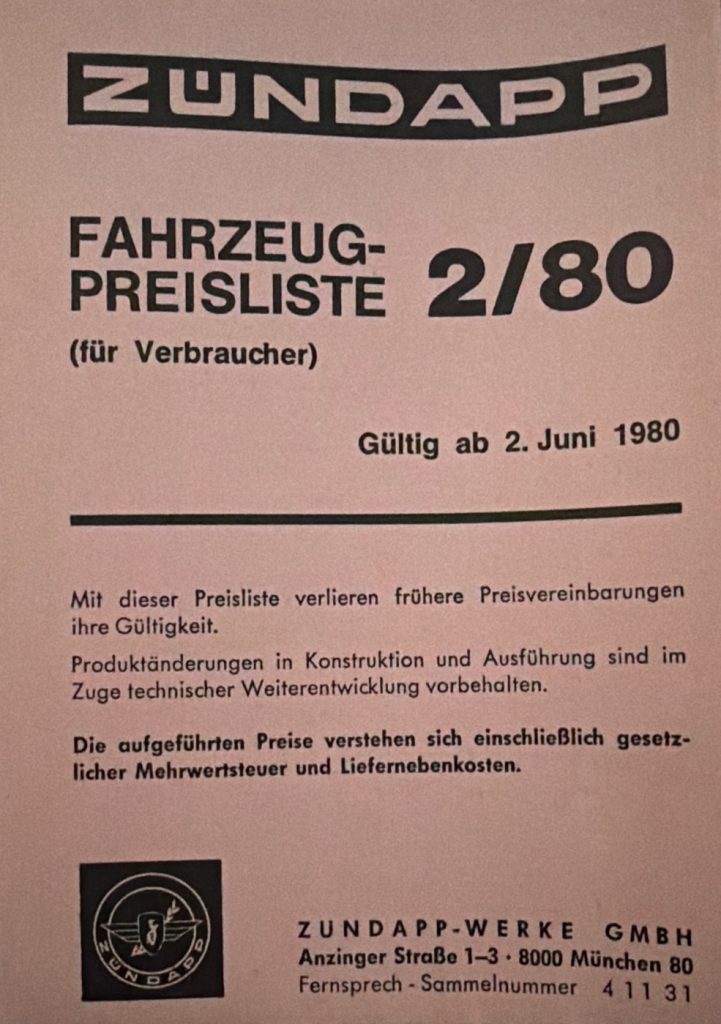 ZÜNDAPP
FAHRZEUG-
PREISLISTE 2/80
(für Verbraucher)
Gültig ab 2. Juni 1980
Mit dieser Preisliste verlieren frühere Preisvereinbarungen
ihre Gültigkeit.
Produktänderungen in Konstruktion und Ausführung sind im
Zuge technischer Weiterentwicklung vorbehalten.
Die aufgeführten Preise verstehen sich einschließlich gesetz-
licher Mehrwertsteuer und Liefernebenkosten.
ZÜNDAPP
ZUNDAPP-WERKE GMBH
Anzinger Straße 1–3 · 8000 München 80
Fernsprech - Sammelnummer 4 11 31